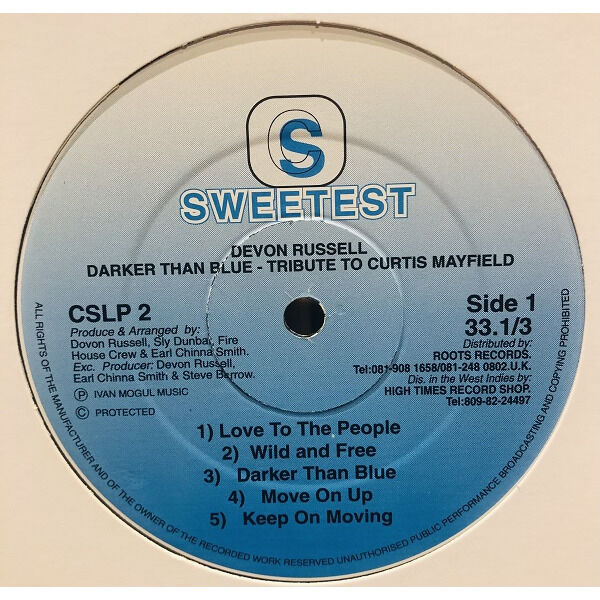 CS
SWEETEST
DEVON RUSSELL
DARKER THAN BLUE - TRIBUTE TO CURTIS MAYFIELD
CSLP 2
Produce & Arranged by:
Devon Russell, Sly Dunbar, Fire
House Crew & Earl Chinna Smith.
Exc. Producer: Devon Russell,
Earl Chinna Smith & Steve Barrow.
Ⓟ IVAN MOGUL MUSIC
© PROTECTED
Side 1
33.1/3
Distributed by:
ROOTS RECORDS.
Tel:081-908 1658/081-248 0802.U.K.
Dis. in the West Indies by:
HIGH TIMES RECORD SHOP.
Tel:809-82-24497
1) Love To The People
2) Wild and Free
3) Darker Than Blue
4) Move On Up
5) Keep On Moving
ALL RIGHTS OF THE MANUFACTURER AND OF THE OWNER OF THE RECORDED WORK RESERVED UNAUTHORISED PUBLIC PERFORMANCE BROADCASTING AND COPYING PROHIBITED